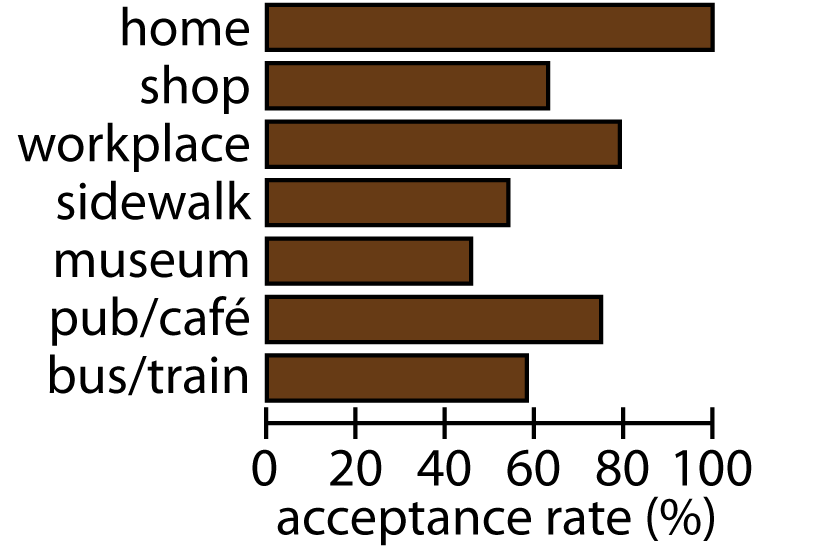 home
shop
workplace
sidewalk
museum
pub/café
bus/train
0 20 40 60 80 100
acceptance rate (%)